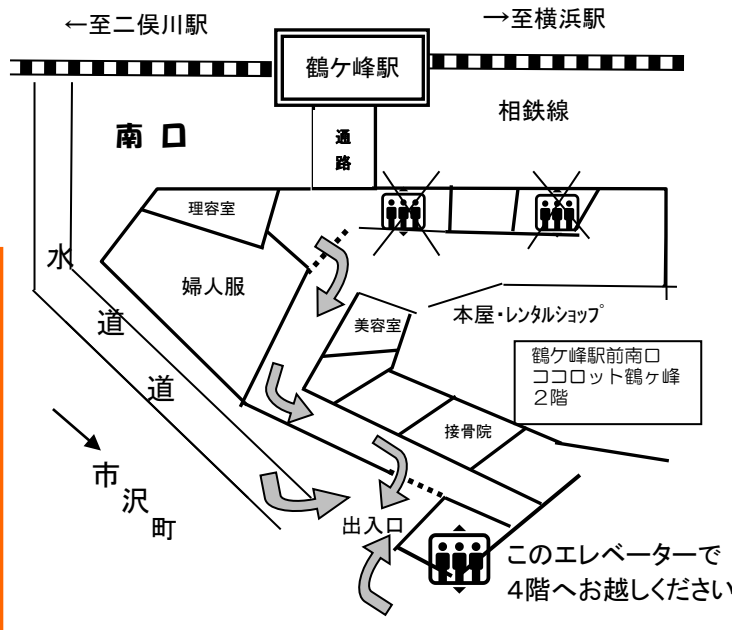 ←至二俣川駅
→至横浜駅
鶴ケ峰駅
相鉄線
南口
通路
理容室
水道道
婦人服
美容室
本屋・レンタルショップ
鶴ケ峰駅前南口
ココロット鶴ヶ峰
２階
接骨院
市沢町
出入口
このエレベーターで
４階へお越しください